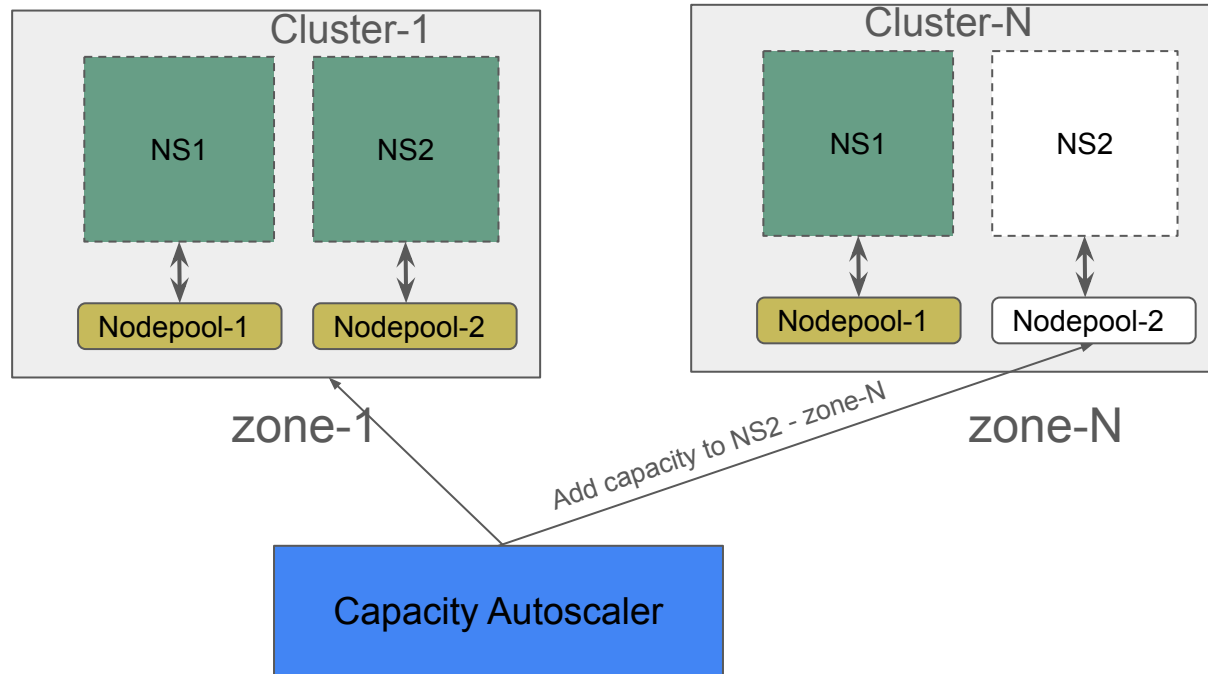 Cluster-1
NS1
NS2
Nodepool-1
Nodepool-2
zone-1
Cluster-N
NS1
NS2
Nodepool-1
Nodepool-2
zone-N
Add capacity to NS2 - zone-N
Capacity Autoscaler